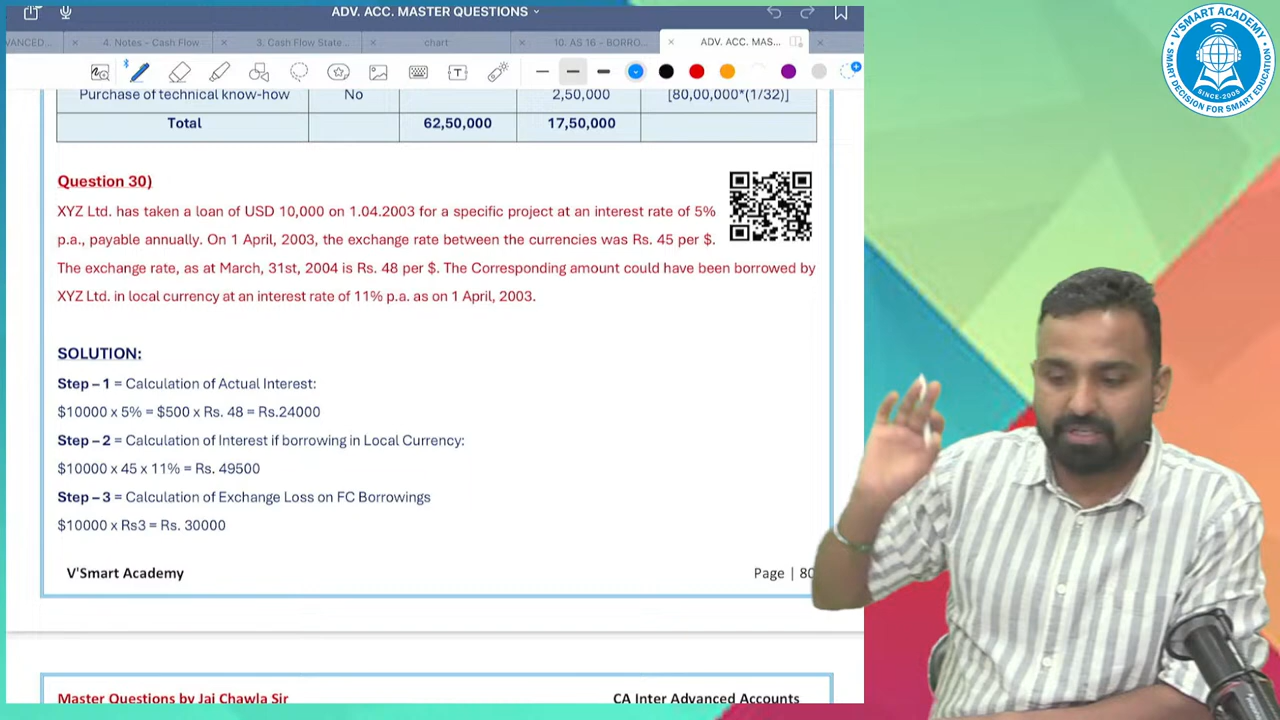 ADV. ACC. MASTER QUESTIONS
VANCED...
4. Notes - Cash Flow
3. Cash Flow State...
chart
10. AS 16 - BORRO...
ADV. ACC. MAS...
Purchase of technical know-how No 2,50,000 [80,00,000*(1/32)]
Total 62,50,000 17,50,000
Question 30)
XYZ Ltd. has taken a loan of USD 10,000 on 1.04.2003 for a specific project at an interest rate of 5%
p.a., payable annually. On 1 April, 2003, the exchange rate between the currencies was Rs. 45 per $.
The exchange rate, as at March, 31st, 2004 is Rs. 48 per $. The Corresponding amount could have been borrowed by
XYZ Ltd. in local currency at an interest rate of 11% p.a. as on 1 April, 2003.
SOLUTION:
Step – 1 = Calculation of Actual Interest:
$10000 x 5% = $500 x Rs. 48 = Rs.24000
Step – 2 = Calculation of Interest if borrowing in Local Currency:
$10000 x 45 x 11% = Rs. 49500
Step – 3 = Calculation of Exchange Loss on FC Borrowings
$10000 x Rs3 = Rs. 30000
V'Smart Academy Page | 80
Master Questions by Jai Chawla Sir CA Inter Advanced Accounts
V'SMART ACADEMY
SINCE-2005
SMART DECISION FOR SMART EDUCATION